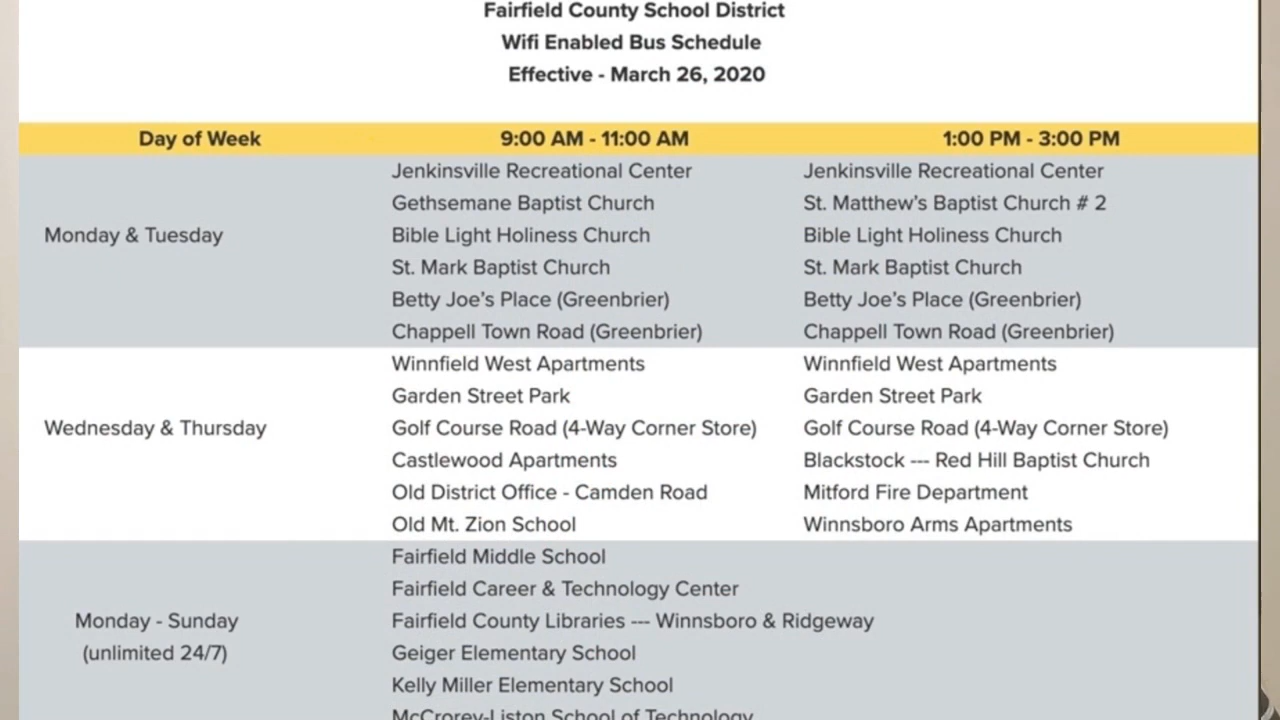 Fairfield County School District
Wifi Enabled Bus Schedule
Effective - March 26, 2020
Day of Week 9:00 AM - 11:00 AM 1:00 PM - 3:00 PM
Jenkinsville Recreational Center Jenkinsville Recreational Center
Gethsemane Baptist Church St. Matthew’s Baptist Church # 2
Monday & Tuesday Bible Light Holiness Church Bible Light Holiness Church
St. Mark Baptist Church St. Mark Baptist Church
Betty Joe’s Place (Greenbrier) Betty Joe’s Place (Greenbrier)
Chappell Town Road (Greenbrier) Chappell Town Road (Greenbrier)
Winnfield West Apartments Winnfield West Apartments
Garden Street Park Garden Street Park
Wednesday & Thursday Golf Course Road (4-Way Corner Store) Golf Course Road (4-Way Corner Store)
Castlewood Apartments Blackstock --- Red Hill Baptist Church
Old District Office - Camden Road Mitford Fire Department
Old Mt. Zion School Winnsboro Arms Apartments
Fairfield Middle School
Fairfield Career & Technology Center
Monday - Sunday Fairfield County Libraries --- Winnsboro & Ridgeway
(unlimited 24/7) Geiger Elementary School
Kelly Miller Elementary School
McCrorey-Liston School of Technology